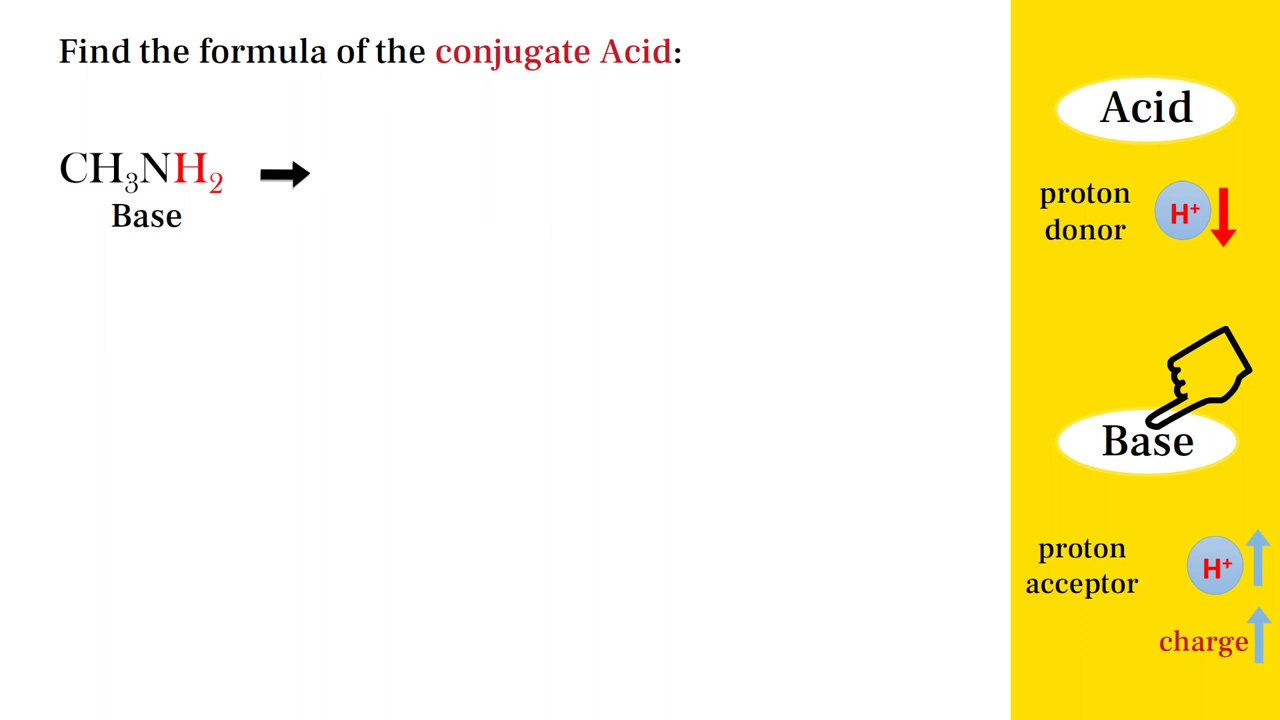 Find the formula of the conjugate Acid:
CH₃NH₂
Base
Acid
proton
donor
H⁺
Base
proton
acceptor
H⁺
charge